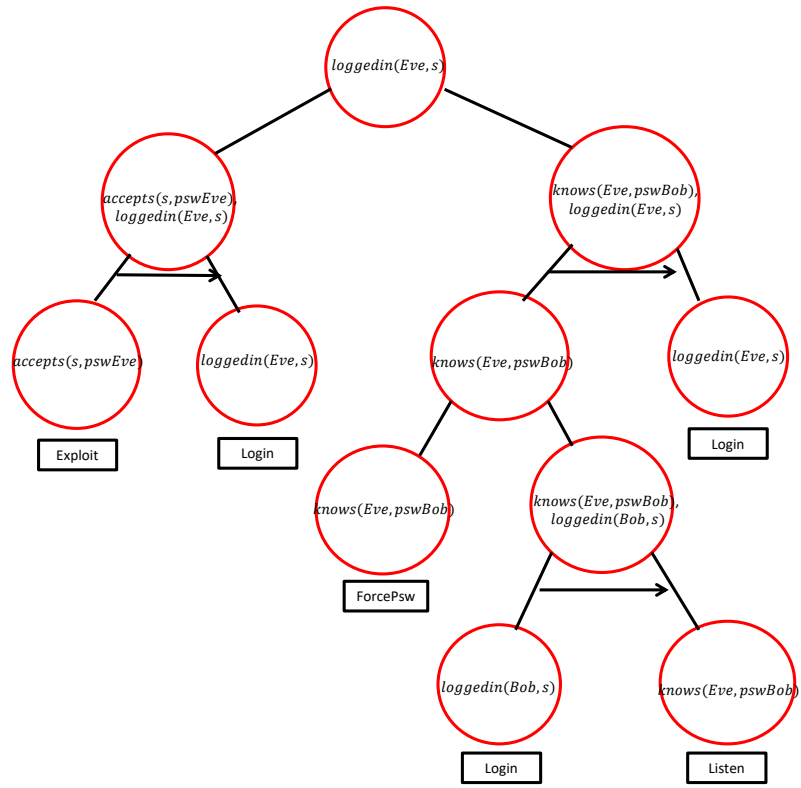 loggedin(Eve,s)
accepts(s,pswEve),
loggedin(Eve,s)
knows(Eve,pswBob),
loggedin(Eve,s)
accepts(s,pswEve)
loggedin(Eve,s)
knows(Eve,pswBob)
loggedin(Eve,s)
Exploit
Login
Login
knows(Eve,pswBob)
knows(Eve,pswBob),
loggedin(Bob,s)
ForcePsw
loggedin(Bob,s)
knows(Eve,pswBob)
Login
Listen